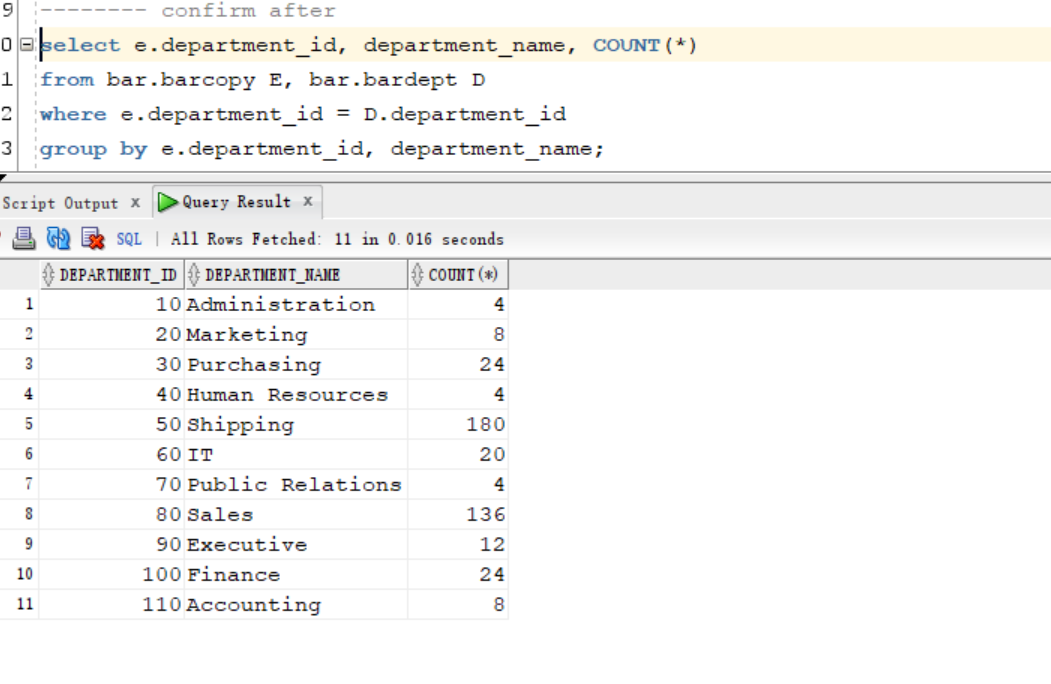 9 -------- confirm after
0 select e.department_id, department_name, COUNT(*)
1 from bar.barcopy E, bar.bardept D
2 where e.department_id = D.department_id
3 group by e.department_id, department_name;
Script Output x Query Result x
SQL | All Rows Fetched: 11 in 0.016 seconds
DEPARTMENT_ID DEPARTMENT_NAME COUNT(*)
1 10 Administration 4
2 20 Marketing 8
3 30 Purchasing 24
4 40 Human Resources 4
5 50 Shipping 180
6 60 IT 20
7 70 Public Relations 4
8 80 Sales 136
9 90 Executive 12
10 100 Finance 24
11 110 Accounting 8